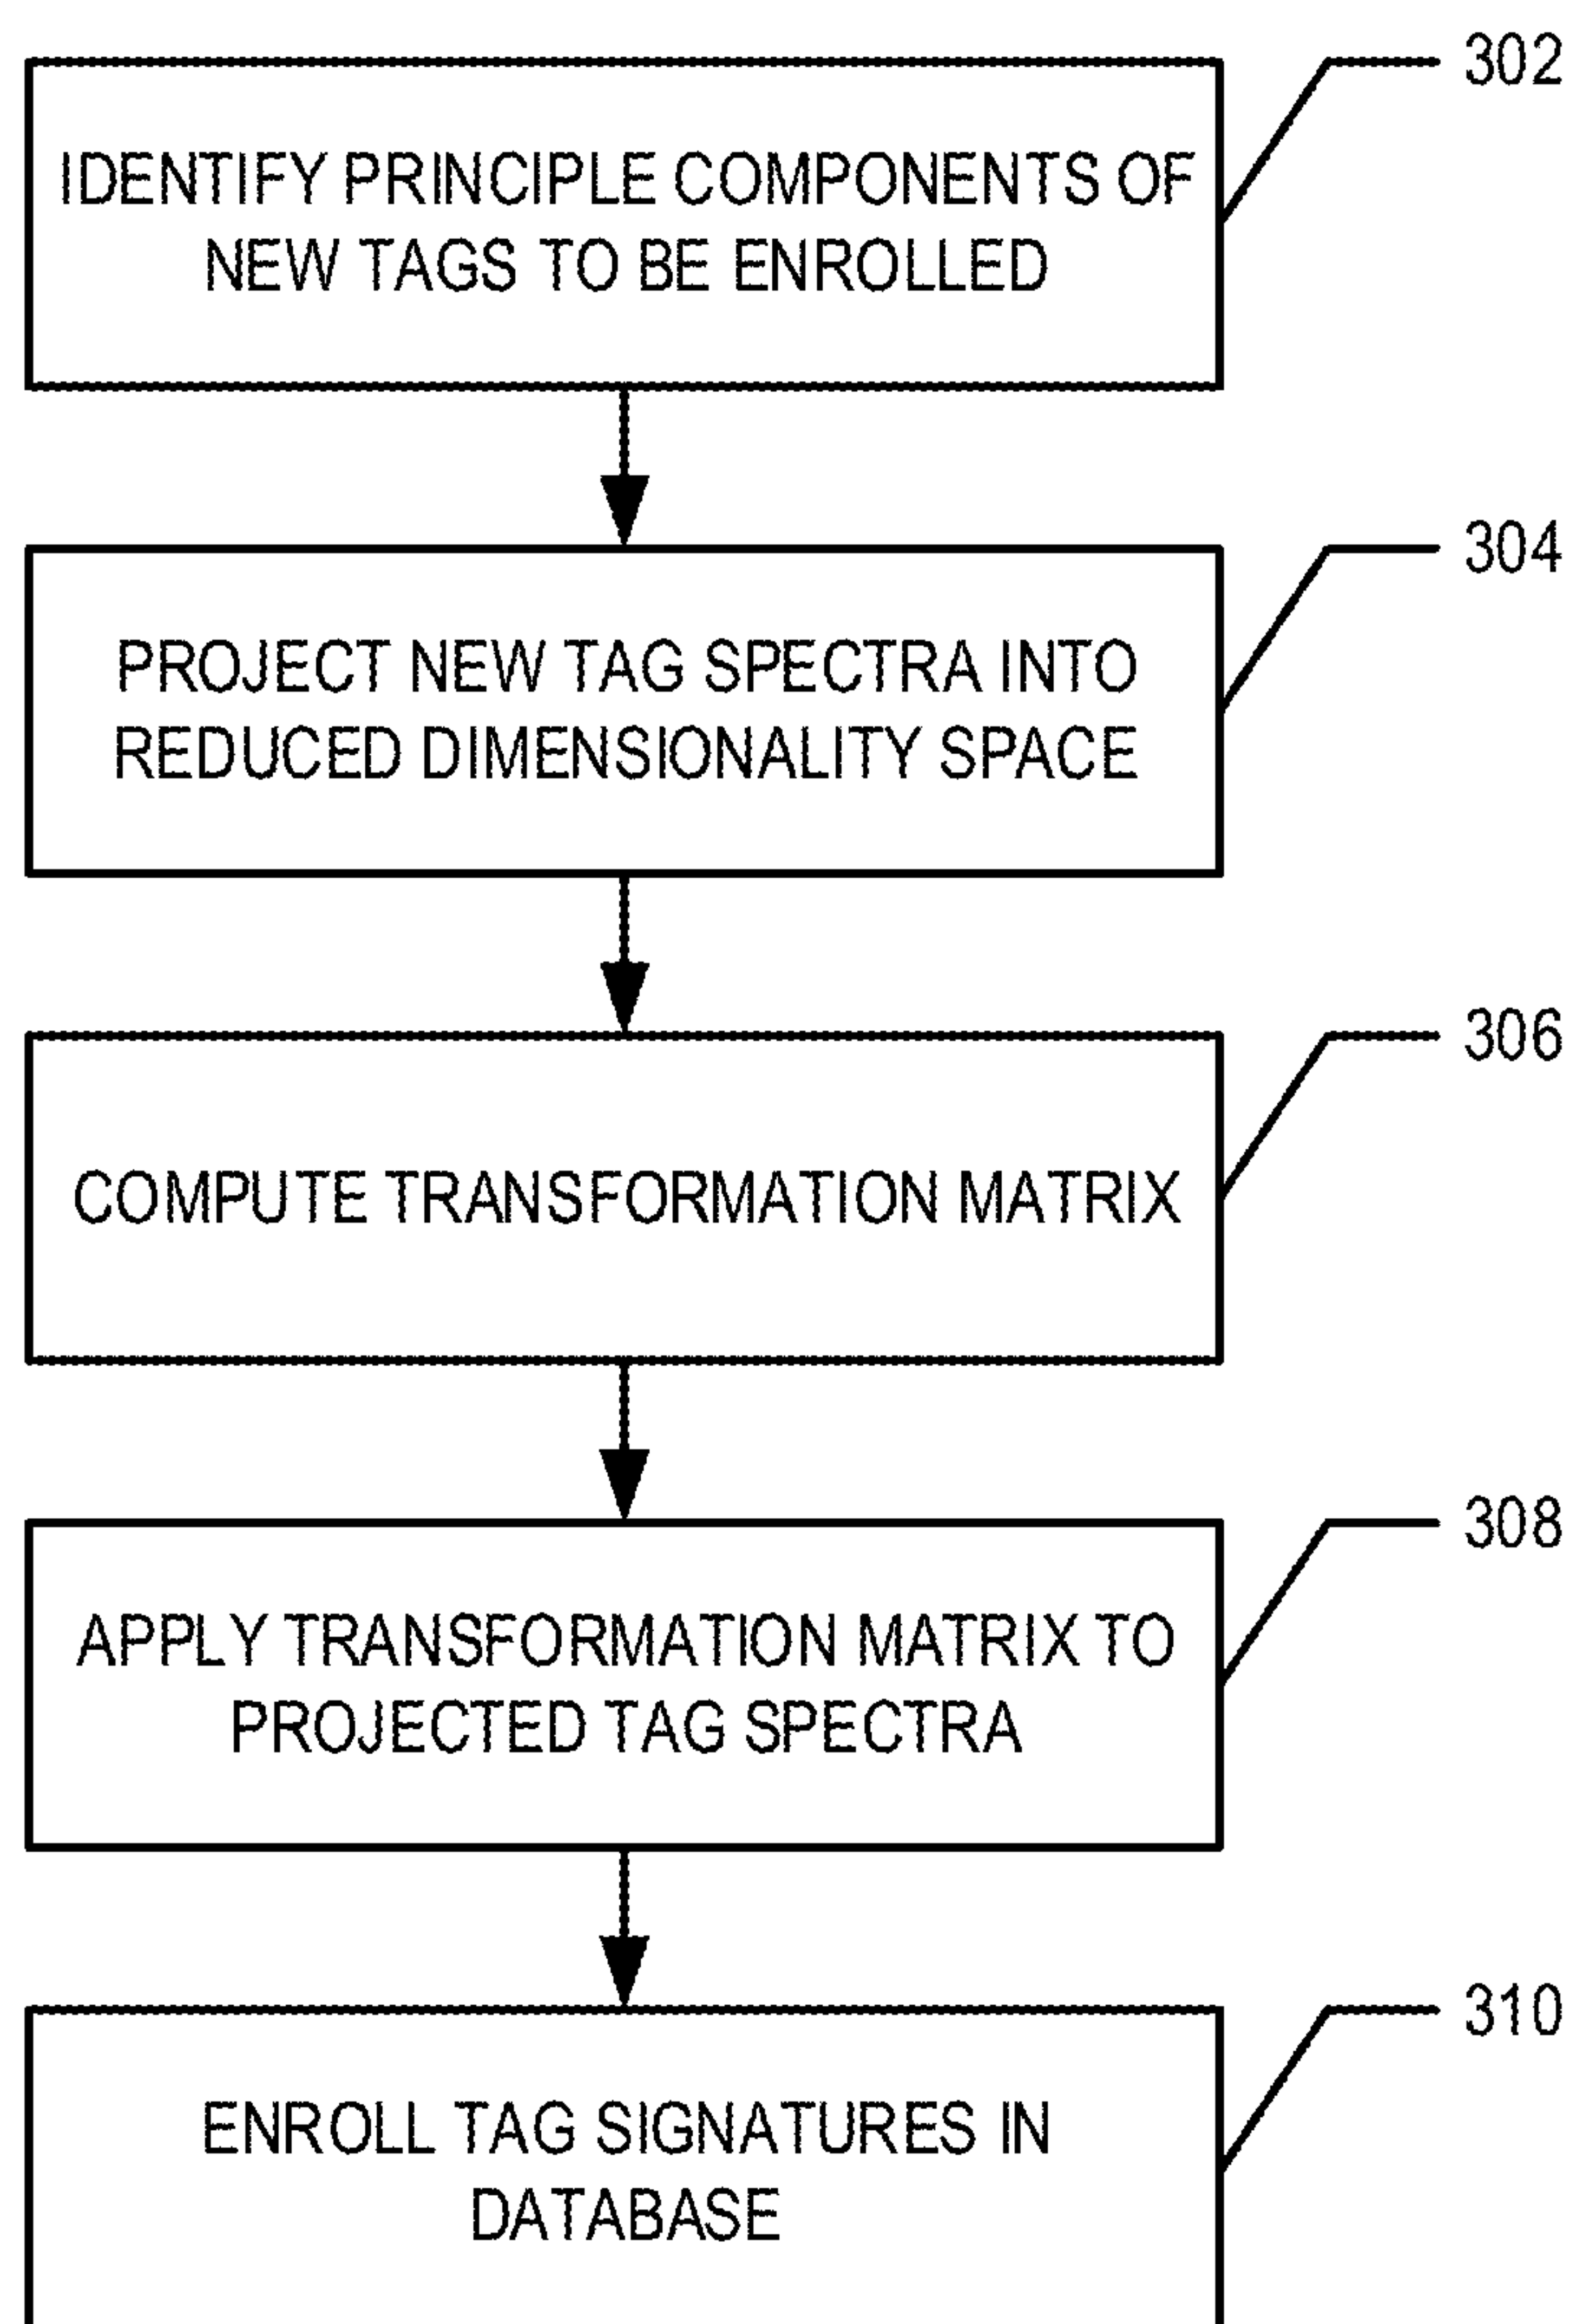 302
IDENTIFY PRINCIPLE COMPONENTS OF
NEW TAGS TO BE ENROLLED
304
PROJECT NEW TAG SPECTRA INTO
REDUCED DIMENSIONALITY SPACE
306
COMPUTE TRANSFORMATION MATRIX
308
APPLY TRANSFORMATION MATRIX TO
PROJECTED TAG SPECTRA
310
ENROLL TAG SIGNATURES IN
DATABASE